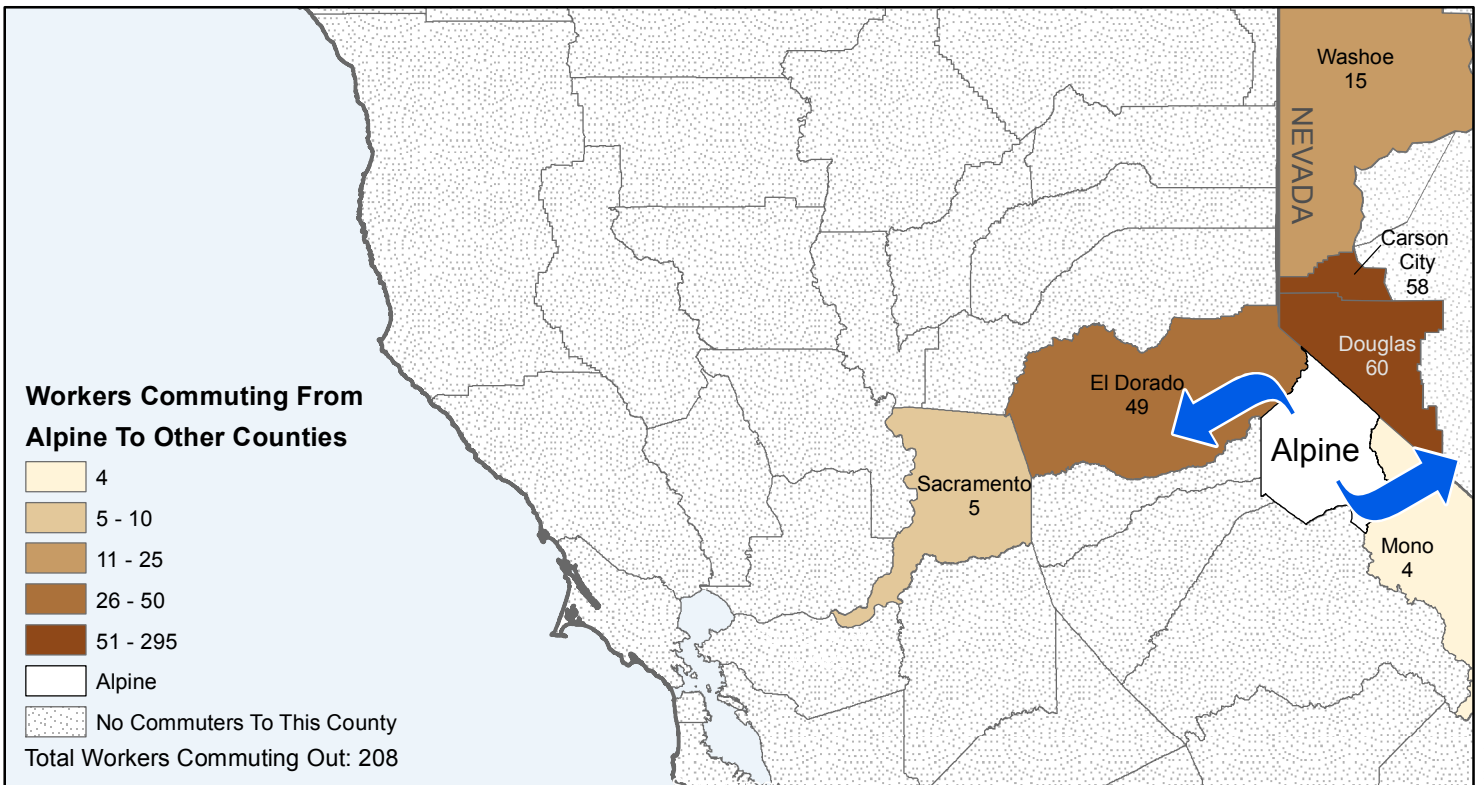 Washoe
15
NEVADA
Carson
City
58
Douglas
60
El Dorado
49
Alpine
Sacramento
5
Mono
4
Workers Commuting From
Alpine To Other Counties
4
5 - 10
11 - 25
26 - 50
51 - 295
Alpine
No Commuters To This County
Total Workers Commuting Out: 208